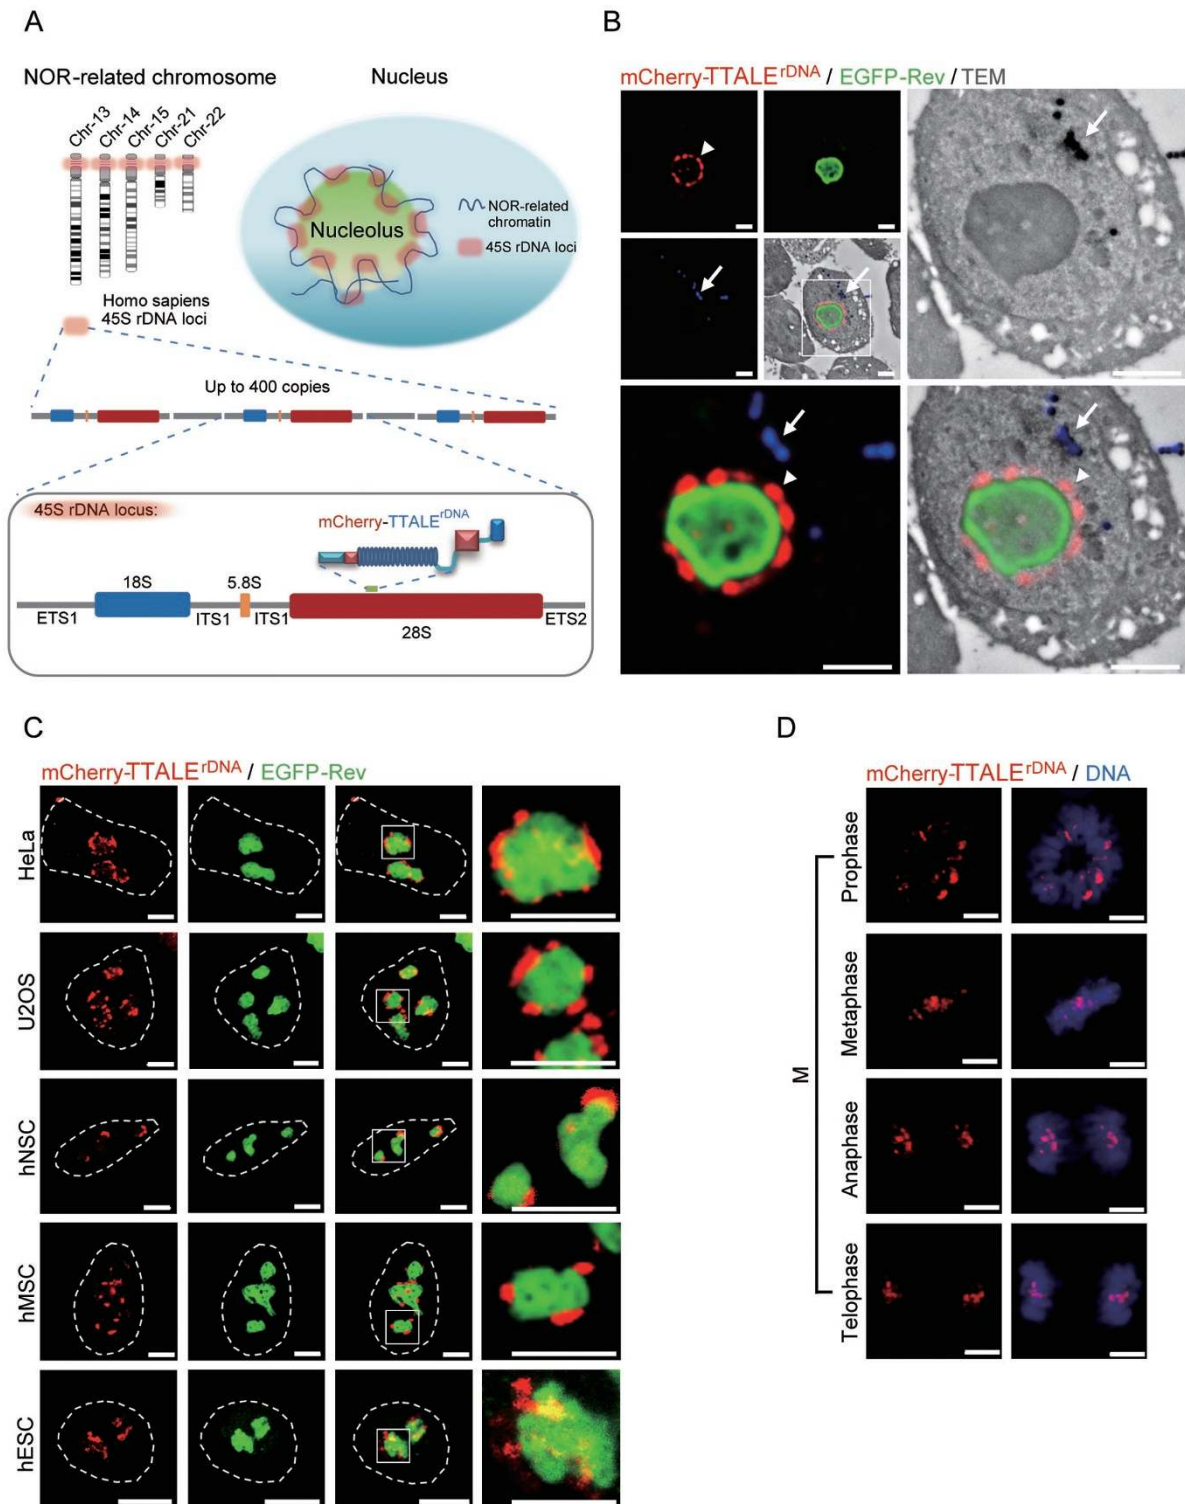 A
NOR-related chromosome
Nucleus
Chr-13
Chr-14
Chr-15
Chr-21
Chr-22
Nucleolus
NOR-related
chromatin
45S rDNA loci
Homo sapiens
45S rDNA loci
Up to 400 copies
45S rDNA locus:
mCherry-TTALE rDNA
18S
5.8S
ETS1
ITS1
ITS1
28S
ETS2
B
mCherry-TTALE rDNA / EGFP-Rev / TEM
C
mCherry-TTALE rDNA / EGFP-Rev
HeLa
U2OS
hNSC
hMSC
hESC
D
mCherry-TTALE rDNA / DNA
M
Prophase
Metaphase
Anaphase
Telophase